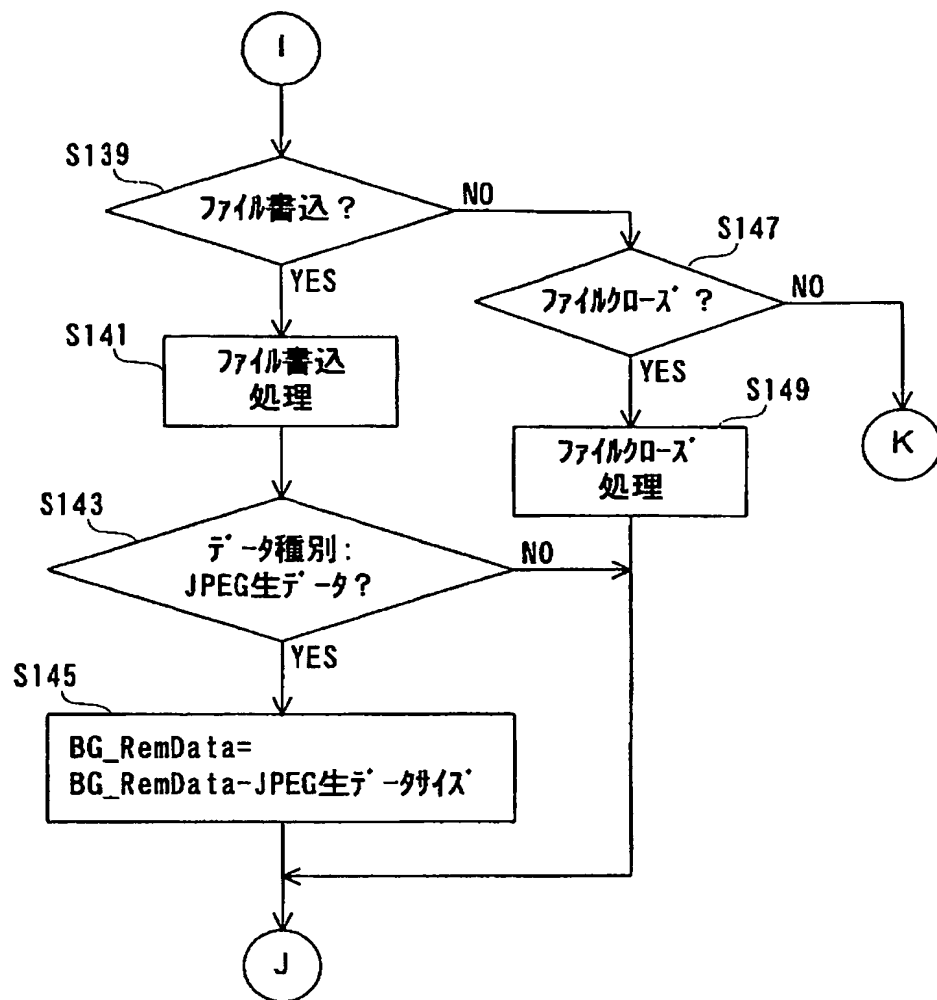 I
S139
ファイル書込？
NO
YES
S147
ファイルクローズ？
NO
YES
S141
ファイル書込
処理
S149
ファイルクローズ
処理
K
S143
データ種別：
JPEG生データ？
NO
YES
S145
BG_RemData=
BG_RemData-JPEG生データサイズ
J